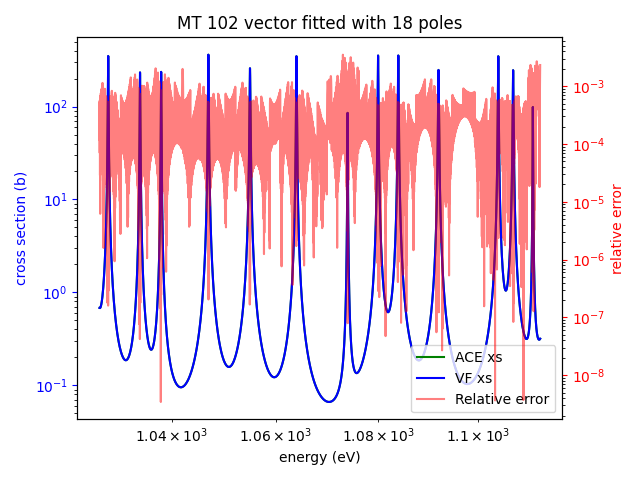 MT 102 vector fitted with 18 poles
cross section (b)
10²
10¹
10⁰
10⁻¹
10⁻³
10⁻⁴
10⁻⁵
10⁻⁶
10⁻⁷
10⁻⁸
relative error
ACE xs
VF xs
Relative error
1.04 × 10³ 1.06 × 10³ 1.08 × 10³ 1.1 × 10³
energy (eV)